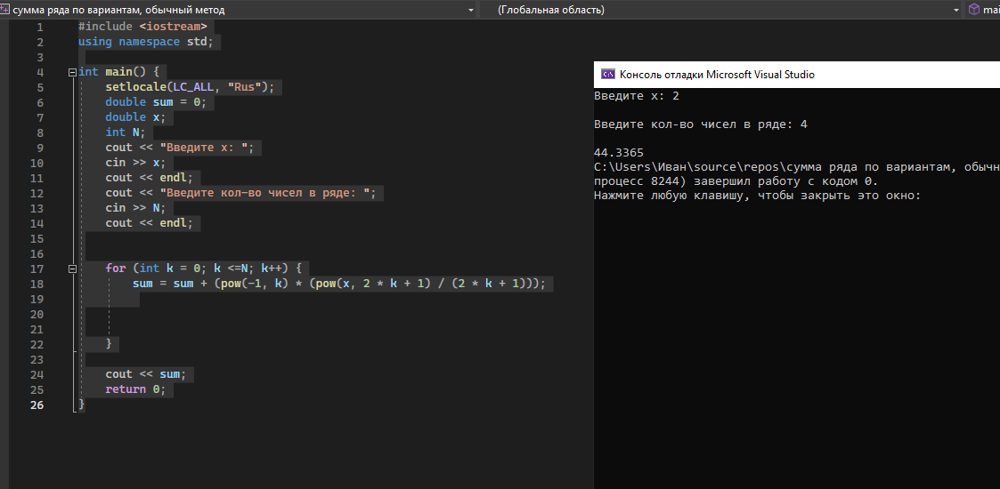 сумма ряда по вариантам, обычный метод
(Глобальная область)
mai
1 #include <iostream>
2 using namespace std;
3
4 int main() {
5 setlocale(LC_ALL, "Rus");
6 double sum = 0;
7 double x;
8 int N;
9 cout << "Введите x: ";
10 cin >> x;
11 cout << endl;
12 cout << "Введите кол-во чисел в ряде: ";
13 cin >> N;
14 cout << endl;
15
16
17 for (int k = 0; k <=N; k++) {
18 sum = sum + (pow(-1, k) * (pow(x, 2 * k + 1) / (2 * k + 1)));
19
20
21
22 }
23
24 cout << sum;
25 return 0;
26 }
Консоль отладки Microsoft Visual Studio
Введите x: 2
Введите кол-во чисел в ряде: 4
44.3365
C:\Users\Иван\source\repos\сумма ряда по вариантам, обычн
процесс 8244) завершил работу с кодом 0.
Нажмите любую клавишу, чтобы закрыть это окно: